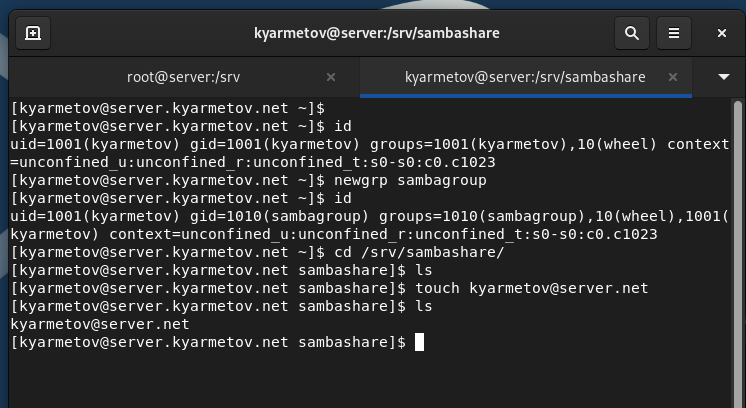 kyarmetov@server:/srv/sambashare
root@server:/srv
kyarmetov@server:/srv/sambashare
[kyarmetov@server.kyarmetov.net ~]$
[kyarmetov@server.kyarmetov.net ~]$ id
uid=1001(kyarmetov) gid=1001(kyarmetov) groups=1001(kyarmetov),10(wheel) context
=unconfined_u:unconfined_r:unconfined_t:s0-s0:c0.c1023
[kyarmetov@server.kyarmetov.net ~]$ newgrp sambagroup
[kyarmetov@server.kyarmetov.net ~]$ id
uid=1001(kyarmetov) gid=1010(sambagroup) groups=1010(sambagroup),10(wheel),1001(
kyarmetov) context=unconfined_u:unconfined_r:unconfined_t:s0-s0:c0.c1023
[kyarmetov@server.kyarmetov.net ~]$ cd /srv/sambashare/
[kyarmetov@server.kyarmetov.net sambashare]$ ls
[kyarmetov@server.kyarmetov.net sambashare]$ touch kyarmetov@server.net
[kyarmetov@server.kyarmetov.net sambashare]$ ls
kyarmetov@server.net
[kyarmetov@server.kyarmetov.net sambashare]$